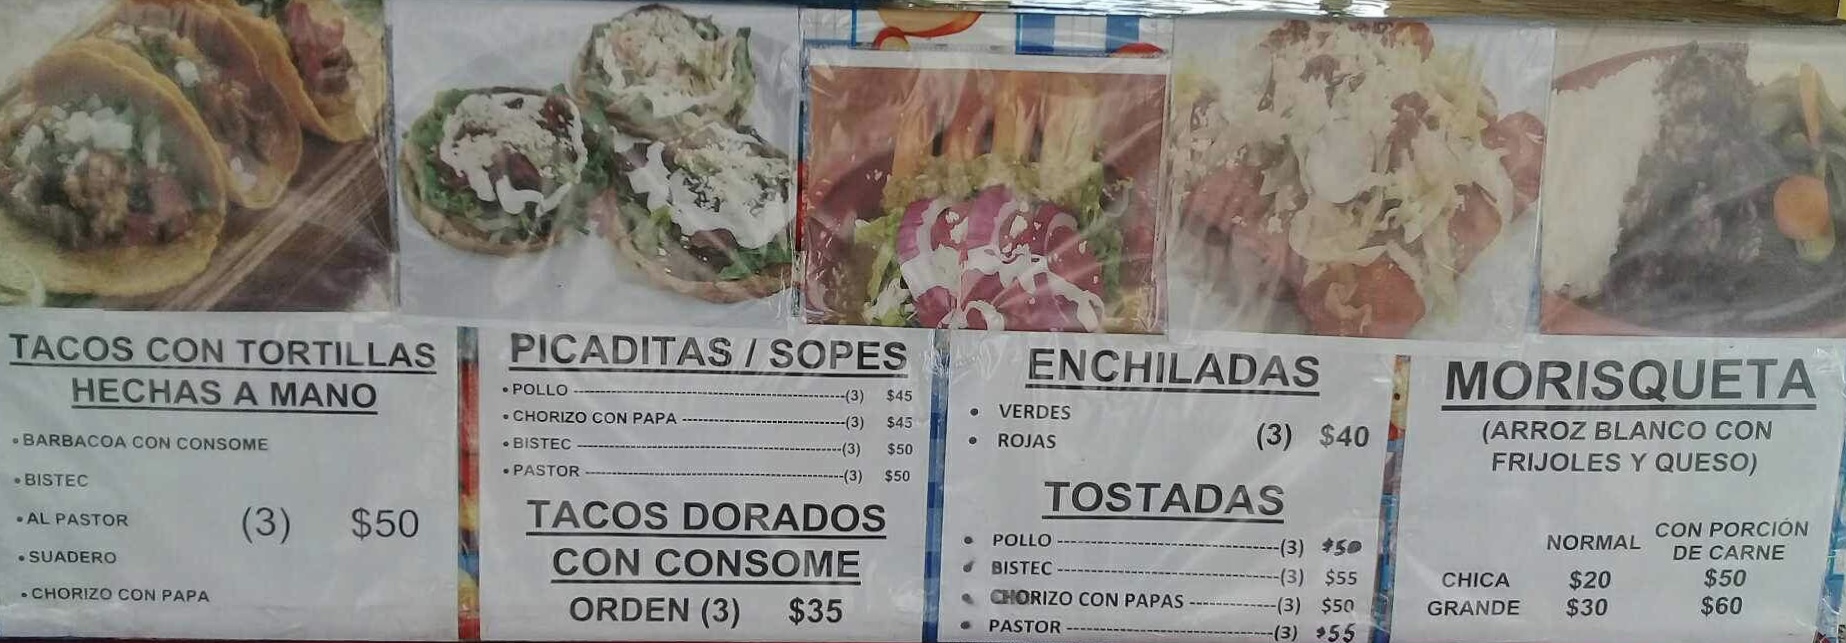 TACOS CON TORTILLAS
HECHAS A MANO
• BARBACOA CON CONSOME
• BISTEC
• AL PASTOR (3) $50
• SUADERO
• CHORIZO CON PAPA
PICADITAS / SOPES
• POLLO ----------(3) $45
• CHORIZO CON PAPA ----------(3) $45
• BISTEC ----------(3) $50
• PASTOR ----------(3) $50
TACOS DORADOS
CON CONSOME
ORDEN (3) $35
ENCHILADAS
• VERDES
• ROJAS (3) $40
TOSTADAS
• POLLO ----------(3) $50
• BISTEC ----------(3) $55
• CHORIZO CON PAPAS ----------(3) $50
• PASTOR ----------(3) $55
MORISQUETA
(ARROZ BLANCO CON
FRIJOLES Y QUESO)
NORMAL CON PORCIÓN
DE CARNE
CHICA $20 $50
GRANDE $30 $60